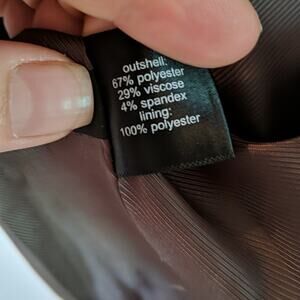 outshell:
67% polyester
29% viscose
4% spandex
lining:
100% polyester